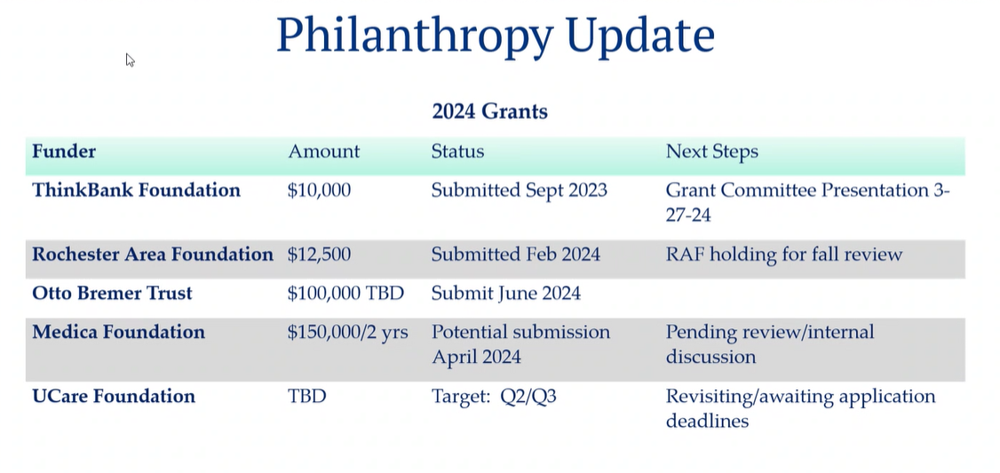 Philanthropy Update
2024 Grants
Funder Amount Status Next Steps
ThinkBank Foundation $10,000 Submitted Sept 2023 Grant Committee Presentation 3-
27-24
Rochester Area Foundation $12,500 Submitted Feb 2024 RAF holding for fall review
Otto Bremer Trust $100,000 TBD Submit June 2024
Medica Foundation $150,000/2 yrs Potential submission Pending review/internal
April 2024 discussion
UCare Foundation TBD Target: Q2/Q3 Revisiting/awaiting application
deadlines